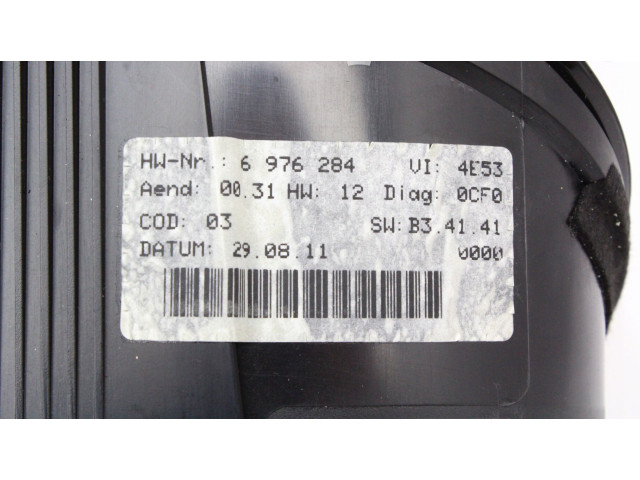 HW-Nr.: 6 976 284 VI: 4E53
Aend: 00.31 HW: 12 Diag: 0CF0
COD: 03 SW: B3.41.41
DATUM: 29.08.11 0000